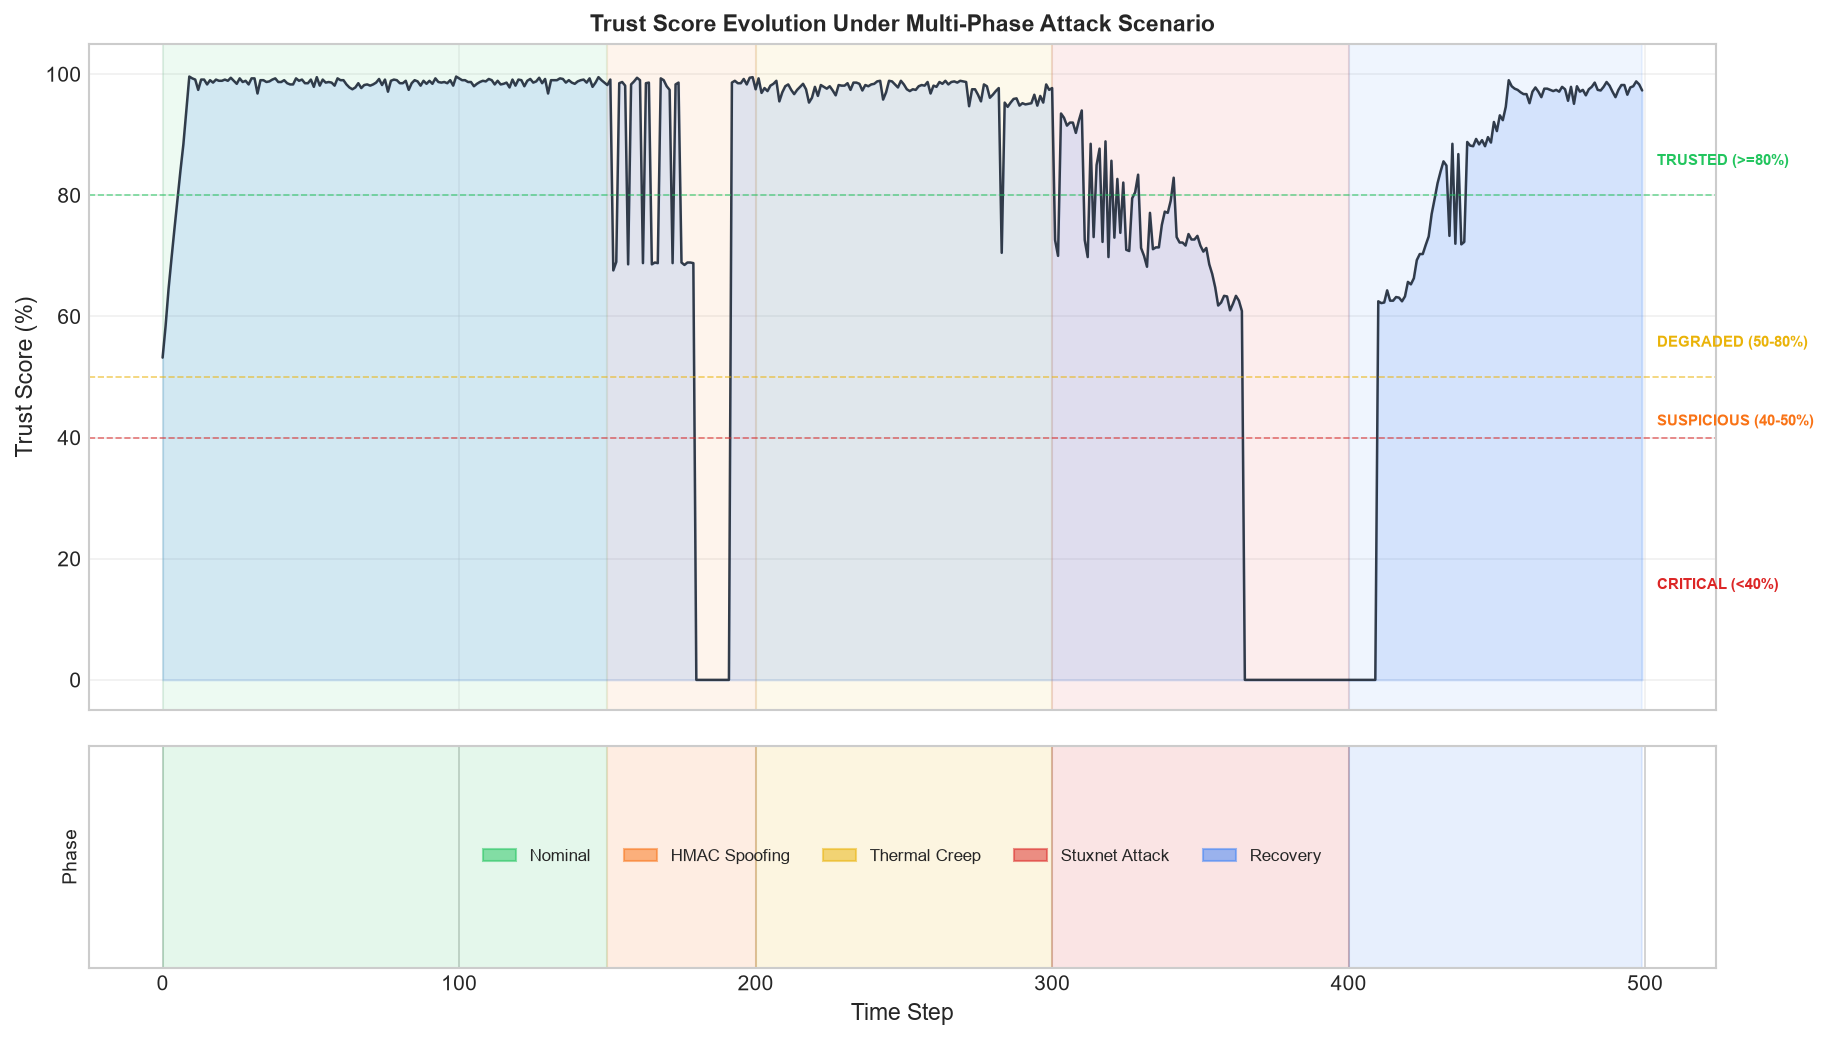 Trust Score Evolution Under Multi-Phase Attack Scenario
Trust Score (%)
100
80
60
40
20
0
TRUSTED (>=80%)
DEGRADED (50-80%)
SUSPICIOUS (40-50%)
CRITICAL (<40%)
Phase
Nominal HMAC Spoofing Thermal Creep Stuxnet Attack Recovery
0 100 200 300 400 500
Time Step